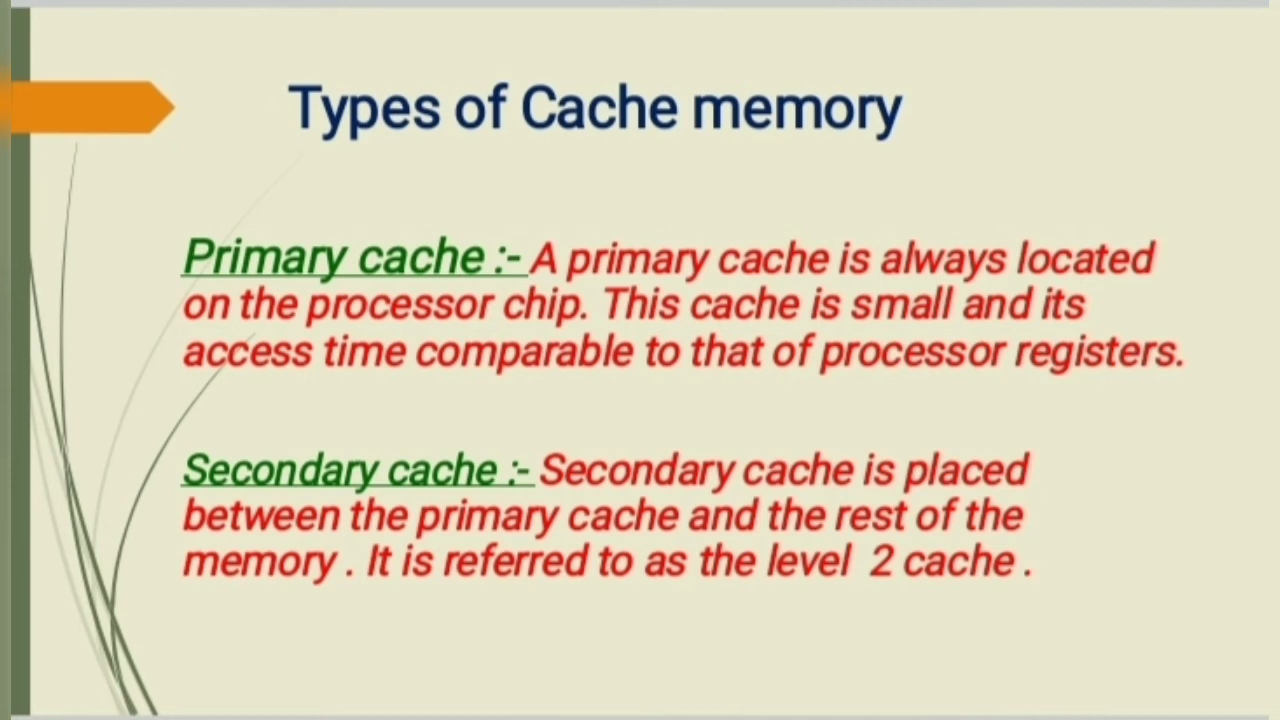 Types of Cache memory
Primary cache :- A primary cache is always located
on the processor chip. This cache is small and its
access time comparable to that of processor registers.
Secondary cache :- Secondary cache is placed
between the primary cache and the rest of the
memory . It is referred to as the level 2 cache .